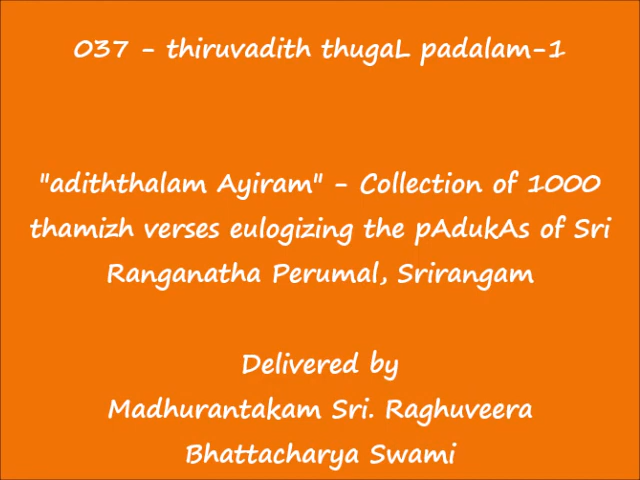 037 - thiruvadith thugaL padalam-1
"adiththalam Ayiram" - Collection of 1000
thamizh verses eulogizing the pAdukAs of Sri
Ranganatha Perumal, Srirangam
Delivered by
Madhurantakam Sri. Raghuveera
Bhattacharya Swami